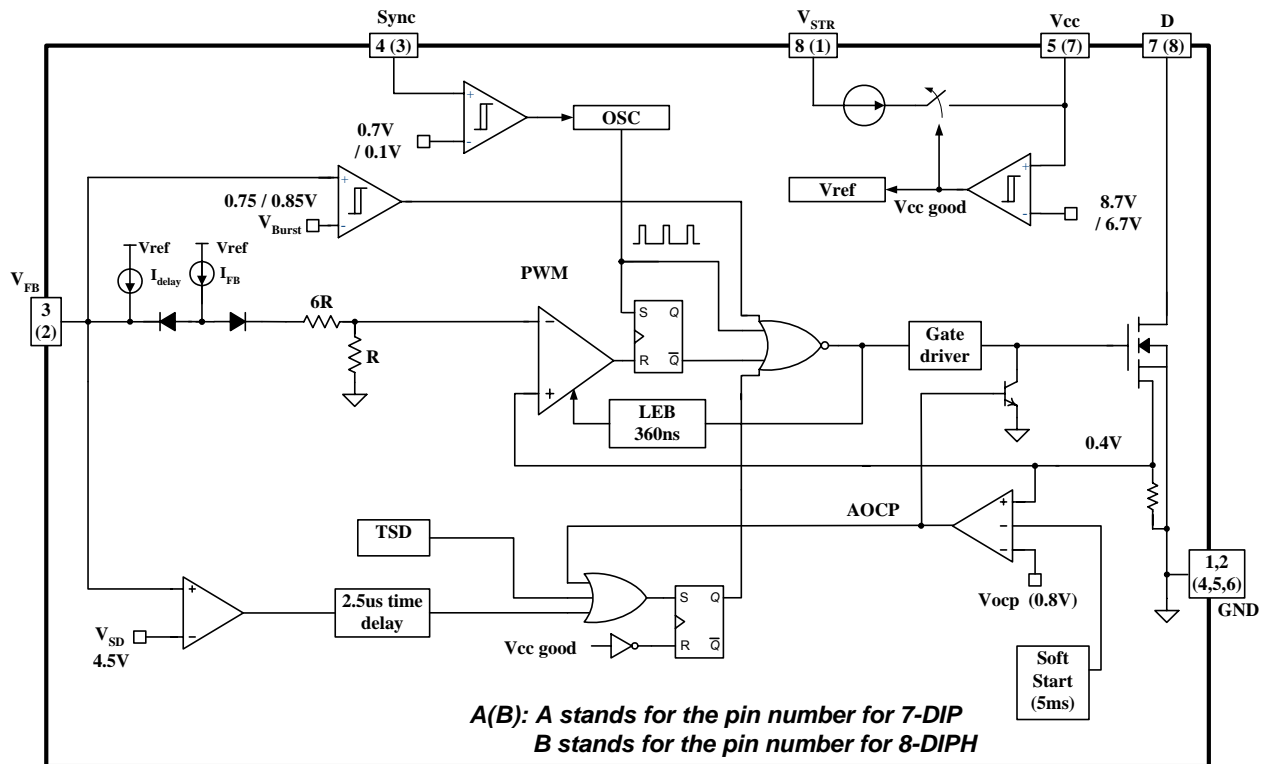 Sync
4 (3)
V_STR
8 (1)
Vcc
5 (7)
D
7 (8)
+
-
0.7V
/ 0.1V
OSC
+
-
0.75 / 0.85V
V_Burst
Vref
Vcc good
+
-
8.7V
/ 6.7V
Vref
Vref
I_delay
I_FB
V_FB
3
(2)
6R
R
PWM
−
+
S Q
R Q̅
Gate
driver
LEB
360ns
0.4V
AOCP
+
−
−
Vocp (0.8V)
TSD
1,2
(4,5,6)
GND
+
−
V_SD
4.5V
2.5us time
delay
S Q
R Q̅
Vcc good
Soft
Start
(5ms)
A(B): A stands for the pin number for 7-DIP
B stands for the pin number for 8-DIPH